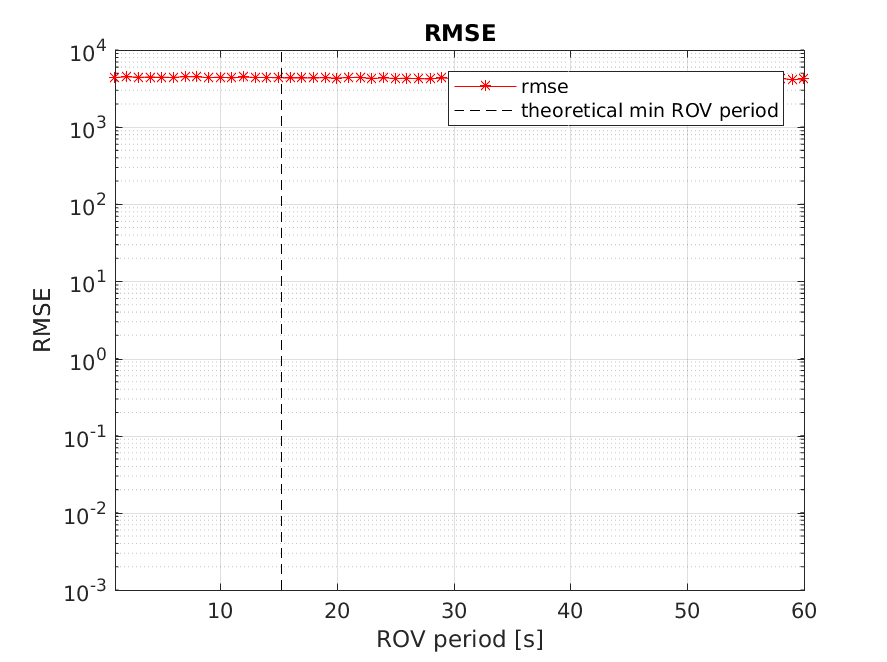 RMSE
10^4
10^3
10^2
10^1
10^0
10^-1
10^-2
10^-3
RMSE
rmse
theoretical min ROV period
10 20 30 40 50 60
ROV period [s]